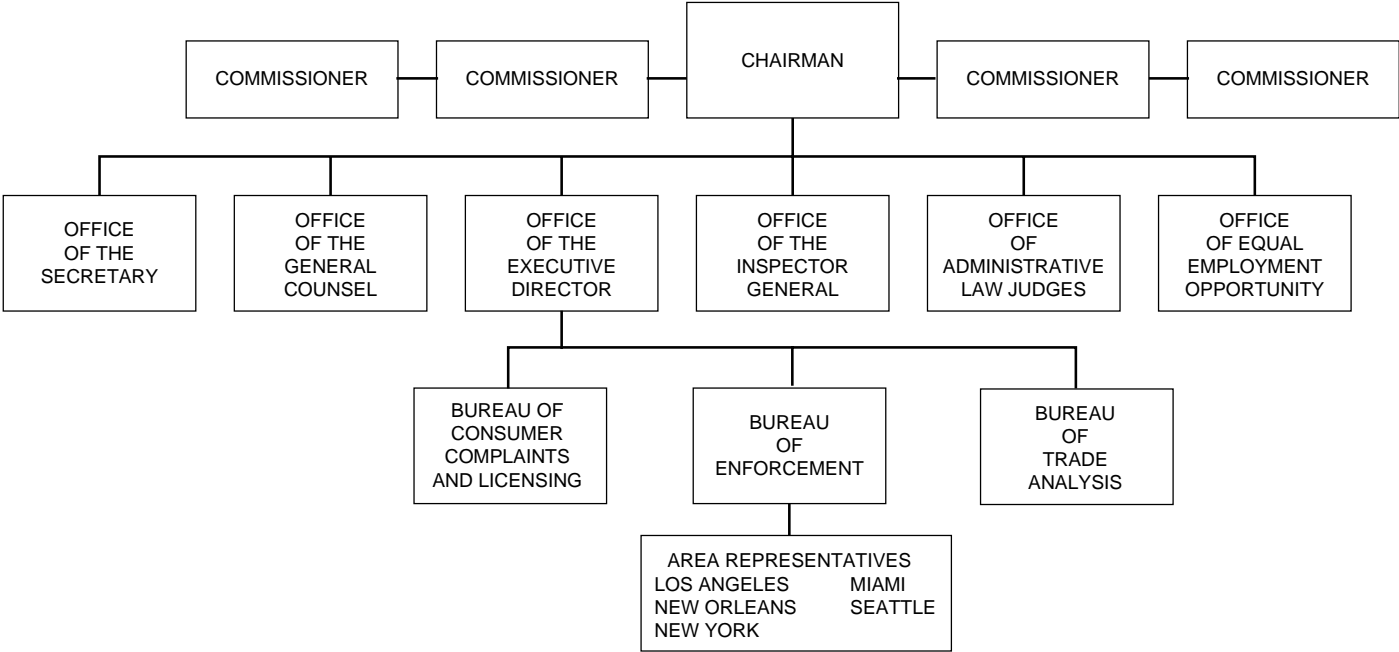 COMMISSIONER
COMMISSIONER
CHAIRMAN
COMMISSIONER
COMMISSIONER
OFFICE
OF THE
SECRETARY
OFFICE
OF THE
GENERAL
COUNSEL
OFFICE
OF THE
EXECUTIVE
DIRECTOR
OFFICE
OF THE
INSPECTOR
GENERAL
OFFICE
OF
ADMINISTRATIVE
LAW JUDGES
OFFICE
OF EQUAL
EMPLOYMENT
OPPORTUNITY
BUREAU OF
CONSUMER
COMPLAINTS
AND LICENSING
BUREAU
OF
ENFORCEMENT
BUREAU
OF
TRADE
ANALYSIS
AREA REPRESENTATIVES
LOS ANGELES MIAMI
NEW ORLEANS SEATTLE
NEW YORK